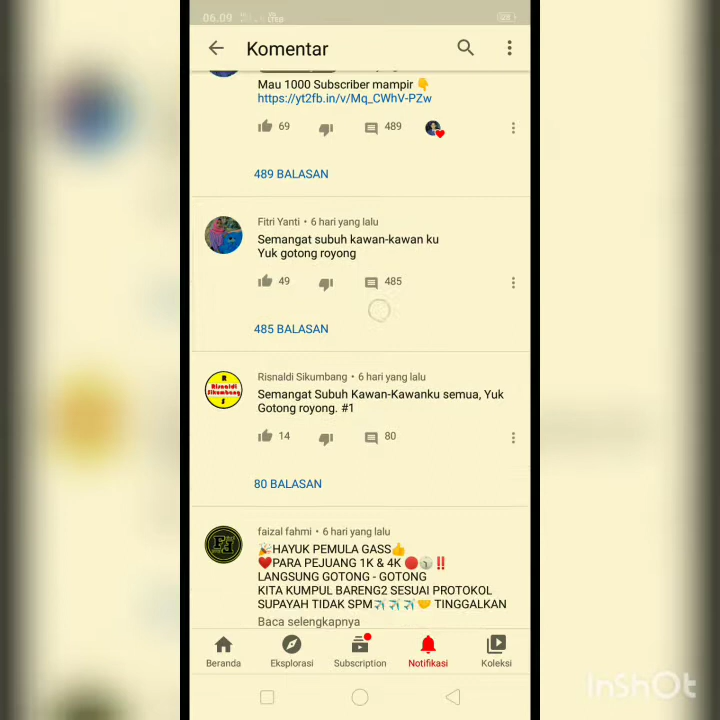 06.09
Komentar
Mau 1000 Subscriber mampir 👇
https://yt2fb.in/v/Mq_CWhV-PZw
69
489
489 BALASAN
Fitri Yanti • 6 hari yang lalu
Semangat subuh kawan-kawan ku
Yuk gotong royong
49
485
485 BALASAN
R
Risnaldi
Sikumbang
S
Risnaldi Sikumbang • 6 hari yang lalu
Semangat Subuh Kawan-Kawanku semua, Yuk
Gotong royong. #1
14
80
80 BALASAN
faizal fahmi • 6 hari yang lalu
🎉HAYUK PEMULA GASS👍
❤️PARA PEJUANG 1K & 4K 🔴🕥‼️
LANGSUNG GOTONG - GOTONG
KITA KUMPUL BARENG2 SESUAI PROTOKOL
SUPAYAH TIDAK SPM✈️✈️✈️🤝 TINGGALKAN
Baca selengkapnya
Beranda
Eksplorasi
Subscription
Notifikasi
Koleksi
InShOt